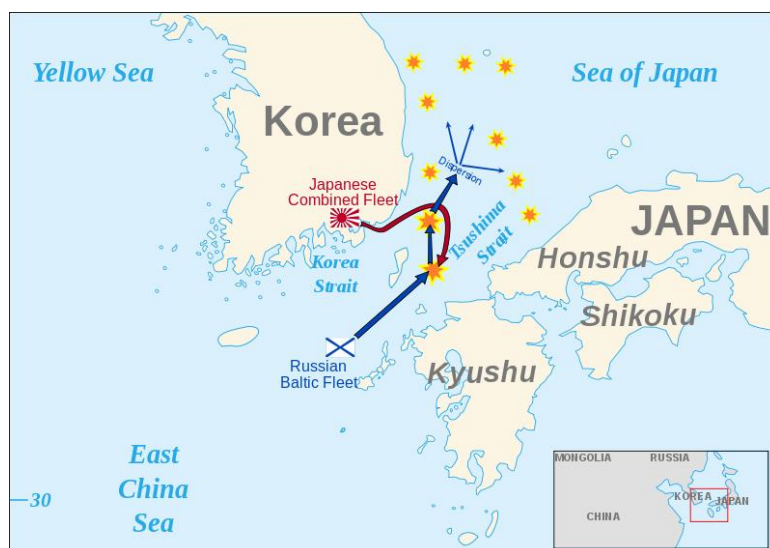 Yellow Sea
Sea of Japan
Korea
Dispersion
Japanese
Combined Fleet
JAPAN
Tsushima
Strait
Honshu
Korea
Strait
Shikoku
Russian
Baltic Fleet
Kyushu
East
China
Sea
30
MONGOLIA
RUSSIA
KOREA
JAPAN
CHINA